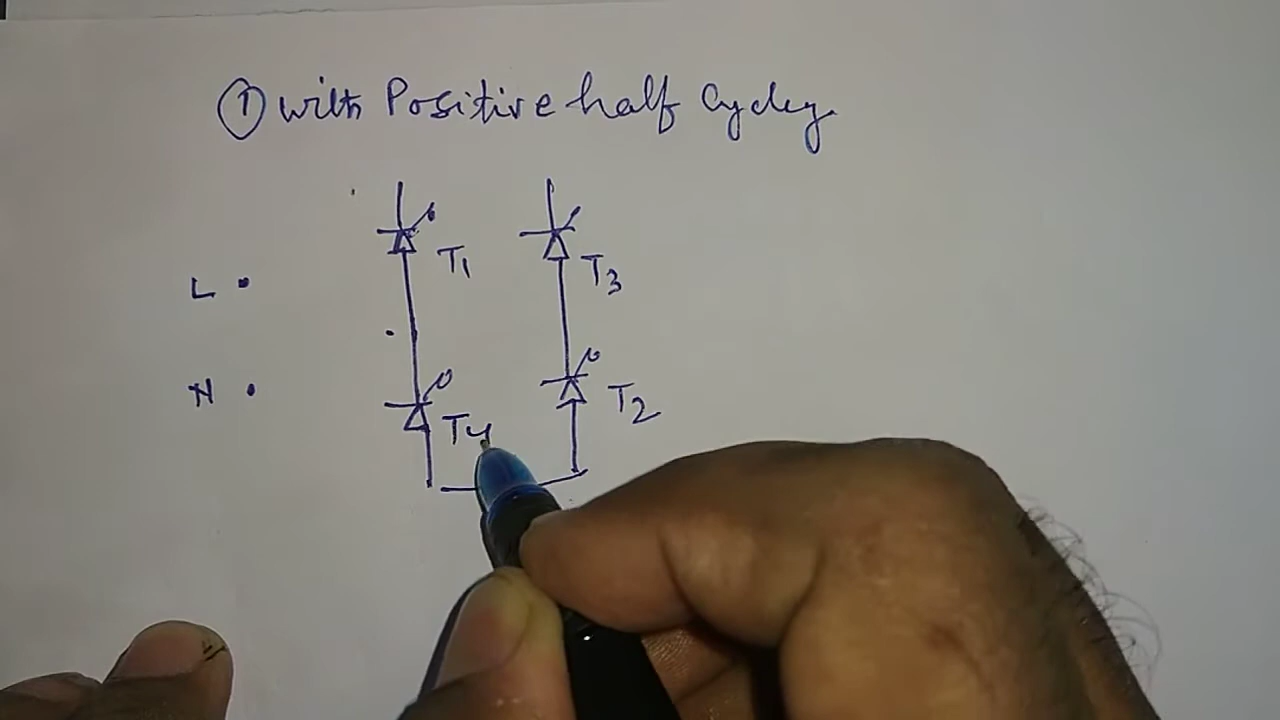 ① with Positive half Cycle,
T1 T3
L
N T2
T4